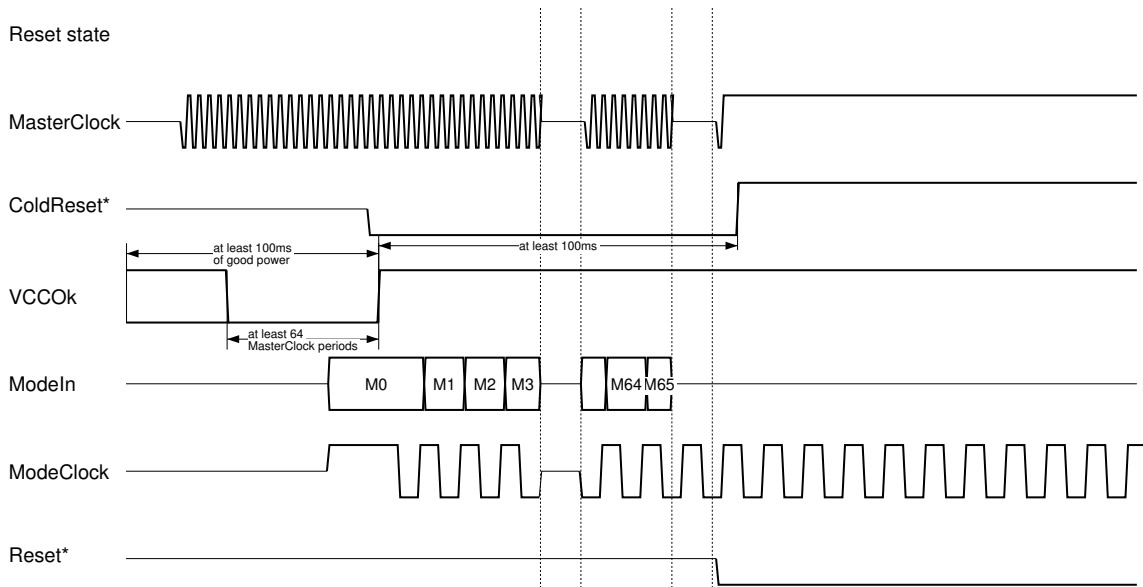 Reset state
MasterClock
ColdReset*
at least 100ms
of good power
at least 100ms
VCCOk
at least 64
MasterClock periods
ModeIn
M0 M1 M2 M3 M64 M65
ModeClock
Reset*